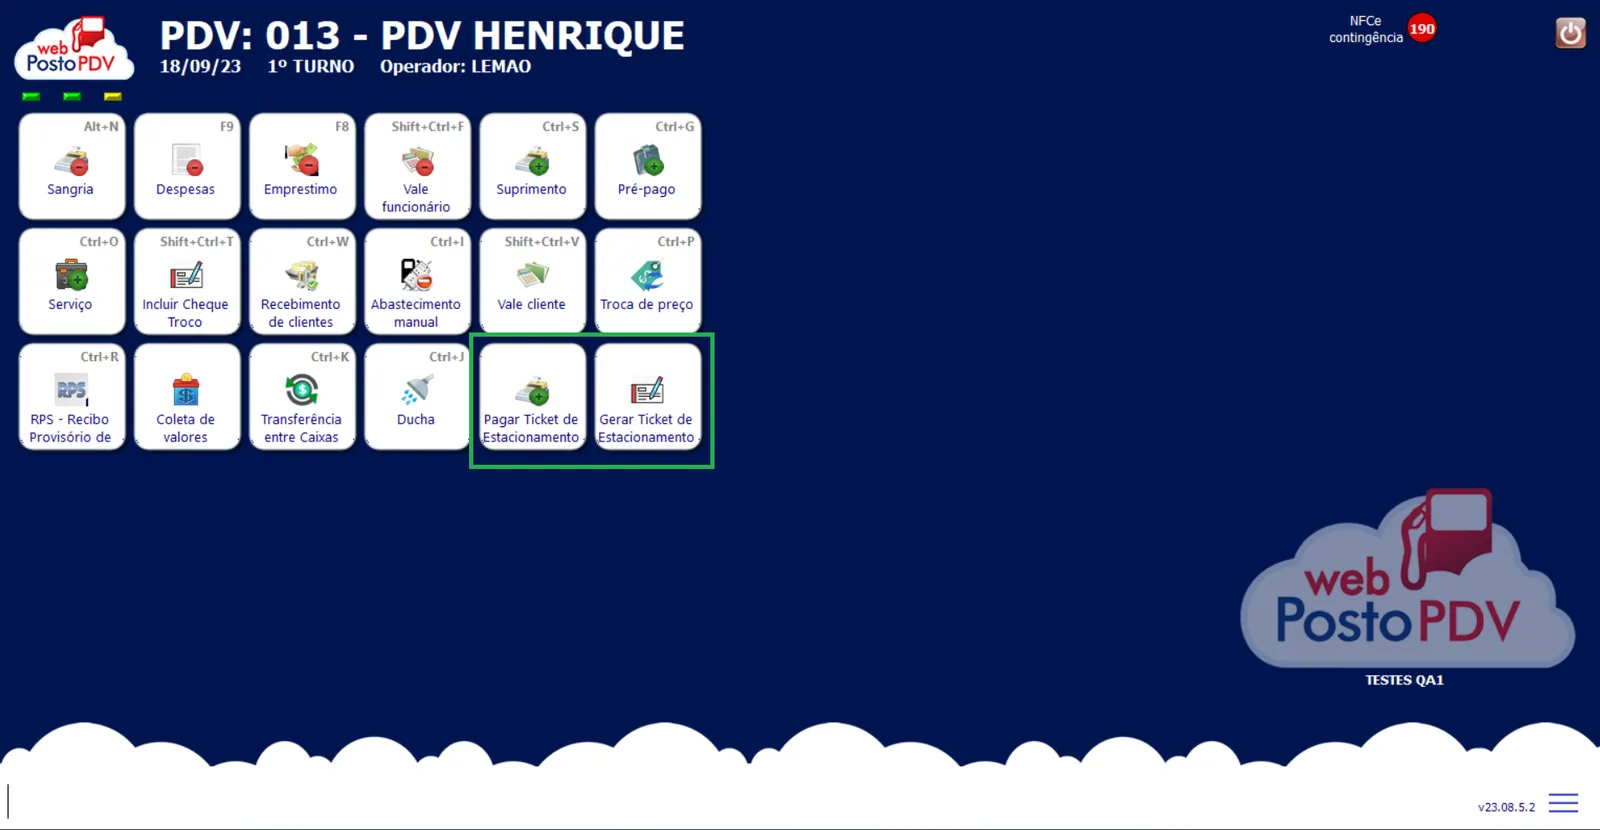 web
PostoPDV
PDV: 013 - PDV HENRIQUE
18/09/23 1º TURNO Operador: LEMAO
NFCe
contingência
190
Alt+N
Sangria
F9
Despesas
F8
Emprestimo
Shift+Ctrl+F
Vale
funcionário
Ctrl+S
Suprimento
Ctrl+G
Pré-pago
Ctrl+O
Serviço
Shift+Ctrl+T
Incluir Cheque
Troco
Ctrl+W
Recebimento
de clientes
Ctrl+I
Abastecimento
manual
Shift+Ctrl+V
Vale cliente
Ctrl+P
Troca de preço
Ctrl+R
RPS
RPS - Recibo
Provisório de
Coleta de
valores
Ctrl+K
Transferência
entre Caixas
Ctrl+J
Ducha
Pagar Ticket de
Estacionamento
Gerar Ticket de
Estacionamento
web
PostoPDV
TESTES QA1
v23.08.5.2